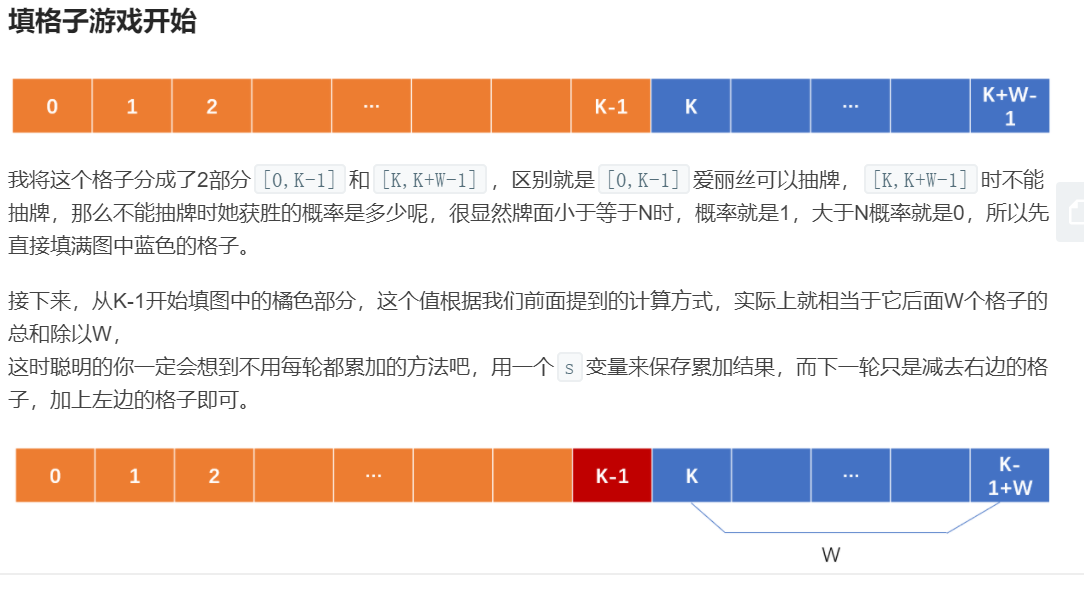 填格子游戏开始
0 1 2 ... K-1 K ... K+W-
1
我将这个格子分成了2部分 [0,K-1] 和 [K,K+W-1] ，区别就是 [0,K-1] 爱丽丝可以抽牌， [K,K+W-1] 时不能
抽牌，那么不能抽牌时她获胜的概率是多少呢，很显然牌面小于等于N时，概率就是1，大于N概率就是0，所以先
直接填满图中蓝色的格子。
接下来，从K-1开始填图中的橘色部分，这个值根据我们前面提到的计算方式，实际上就相当于它后面W个格子的
总和除以W，
这时聪明的你一定会想到不用每轮都累加的方法吧，用一个 s 变量来保存累加结果，而下一轮只是减去右边的格
子，加上左边的格子即可。
0 1 2 ... K-1 K ... K-
1+W
W